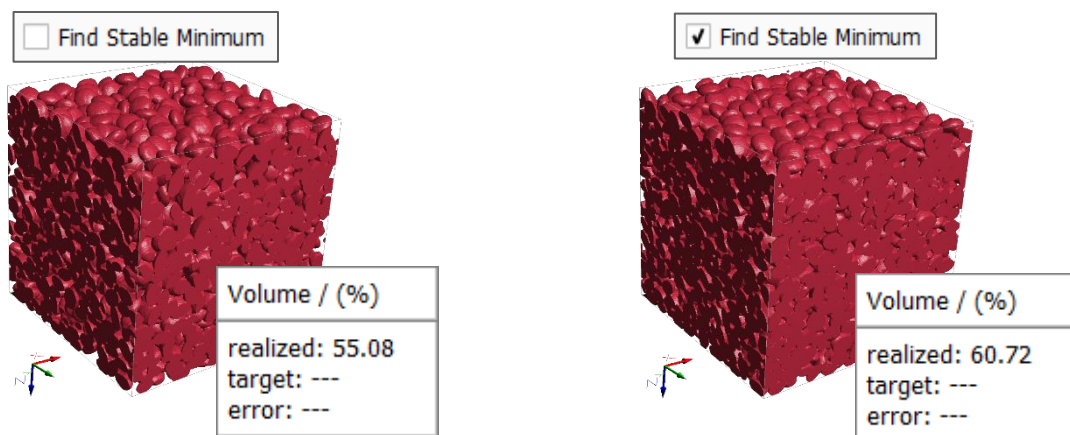 Find Stable Minimum
Volume / (%)
realized: 55.08
target: ---
error: ---
✓ Find Stable Minimum
Volume / (%)
realized: 60.72
target: ---
error: ---